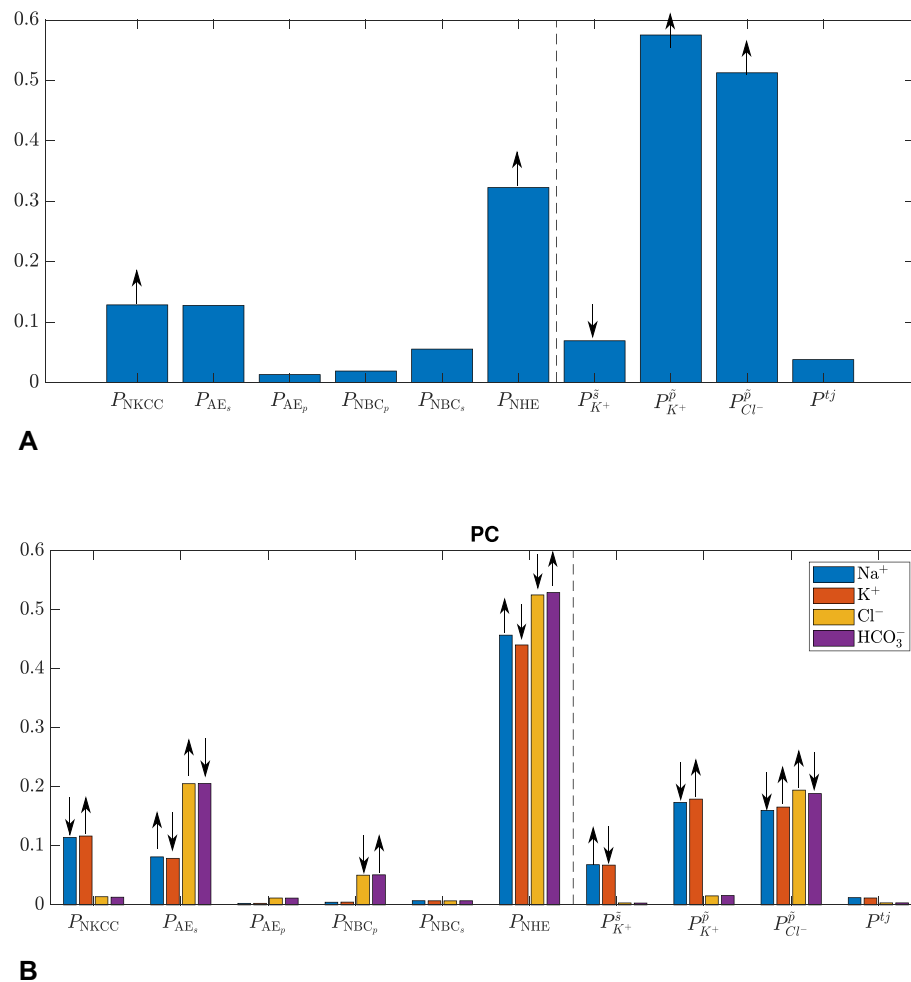 0.6
0.5
0.4
0.3
0.2
0.1
0
P_NKCC P_AE_s P_AE_p P_NBC_p P_NBC_s P_NHE P^s̃_K⁺ P^p̃_K⁺ P^p̃_Cl⁻ P^tj
A
PC
0.6
Na⁺
K⁺
Cl⁻
HCO₃⁻
0.5
0.4
0.3
0.2
0.1
0
P_NKCC P_AE_s P_AE_p P_NBC_p P_NBC_s P_NHE P^s̃_K⁺ P^p̃_K⁺ P^p̃_Cl⁻ P^tj
B